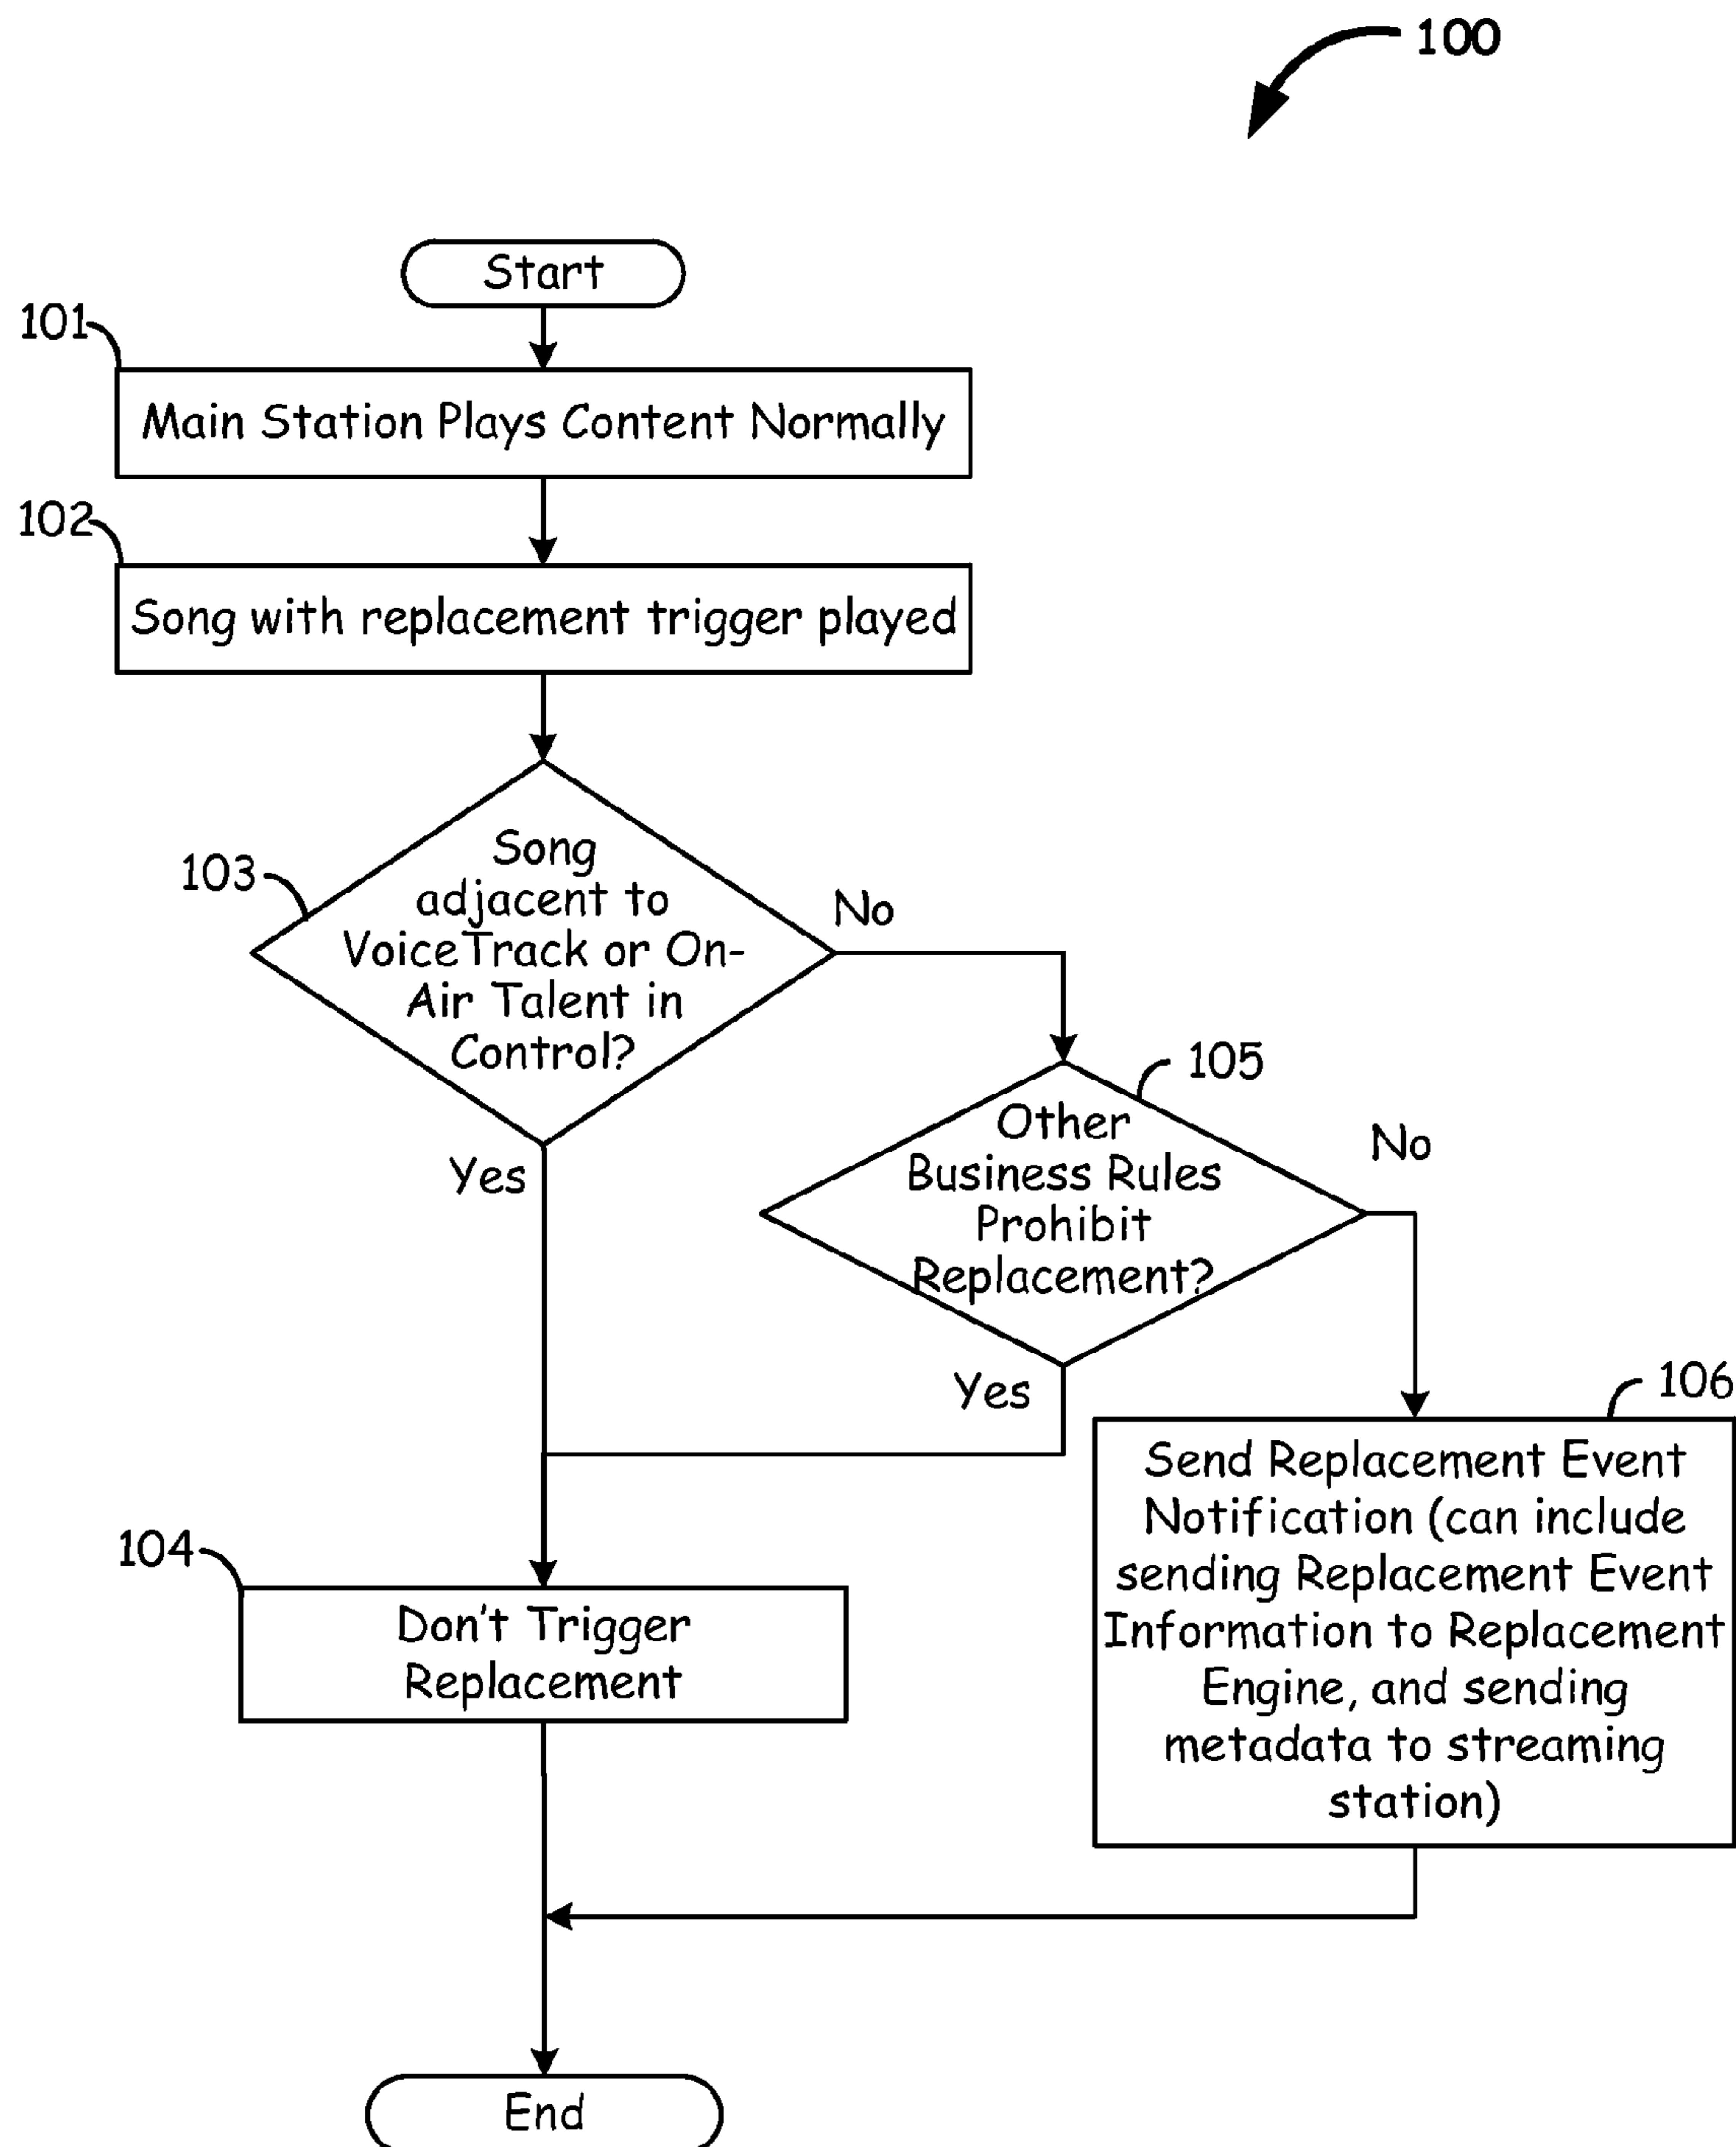 100
Start
101
Main Station Plays Content Normally
102
Song with replacement trigger played
103
Song
adjacent to
VoiceTrack or On-
Air Talent in
Control?
No
Yes
105
Other
Business Rules
Prohibit
Replacement?
No
Yes
106
Send Replacement Event
Notification (can include
sending Replacement Event
Information to Replacement
Engine, and sending
metadata to streaming
station)
104
Don't Trigger
Replacement
End